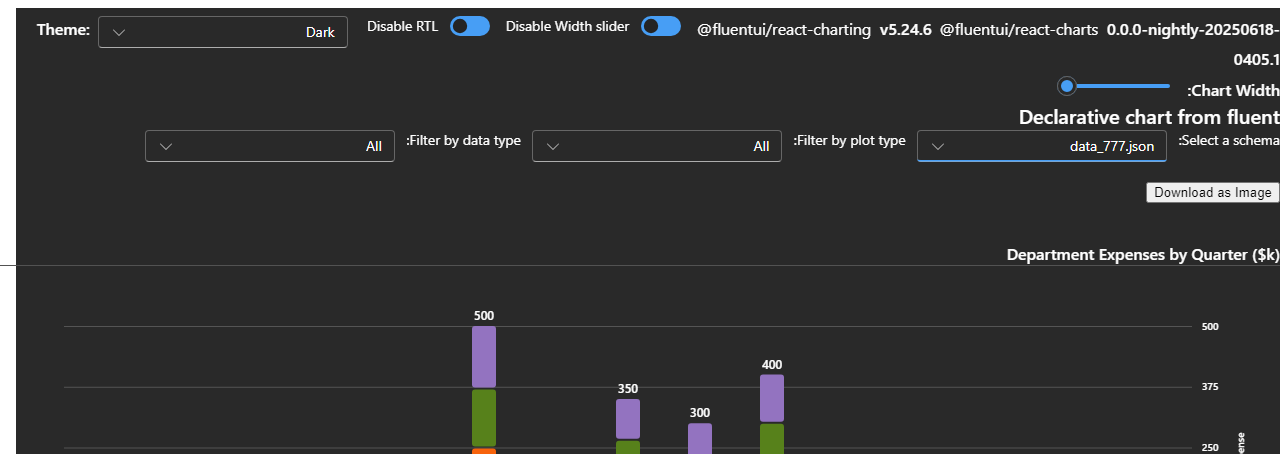 Theme: Dark Disable RTL Disable Width slider @fluentui/react-charting v5.24.6 @fluentui/react-charts 0.0.0-nightly-20250618-
0405.1
:Chart Width
Declarative chart from fluent
:Select a schema data_777.json :Filter by plot type All :Filter by data type All
Download as Image
Department Expenses by Quarter ($k)
500
500
400
375
350
300
250